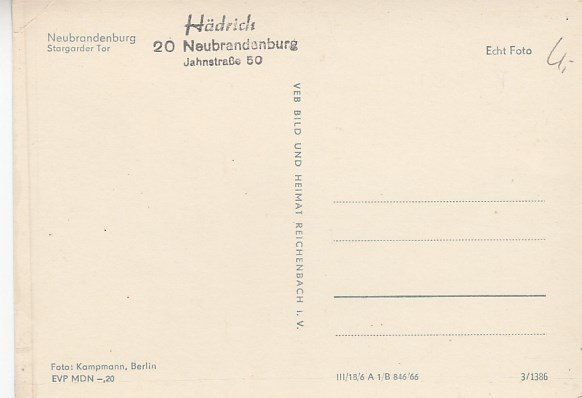 Neubrandenburg
Stargarder Tor
Hädrich
20 Neubrandenburg
Jahnstraße 50
Echt Foto
4,-
VEB BILD UND HEIMAT REICHENBACH i. V.
Foto: Kampmann, Berlin
EVP MDN –,20
III/18/6 A 1/B 846/66
3/1386